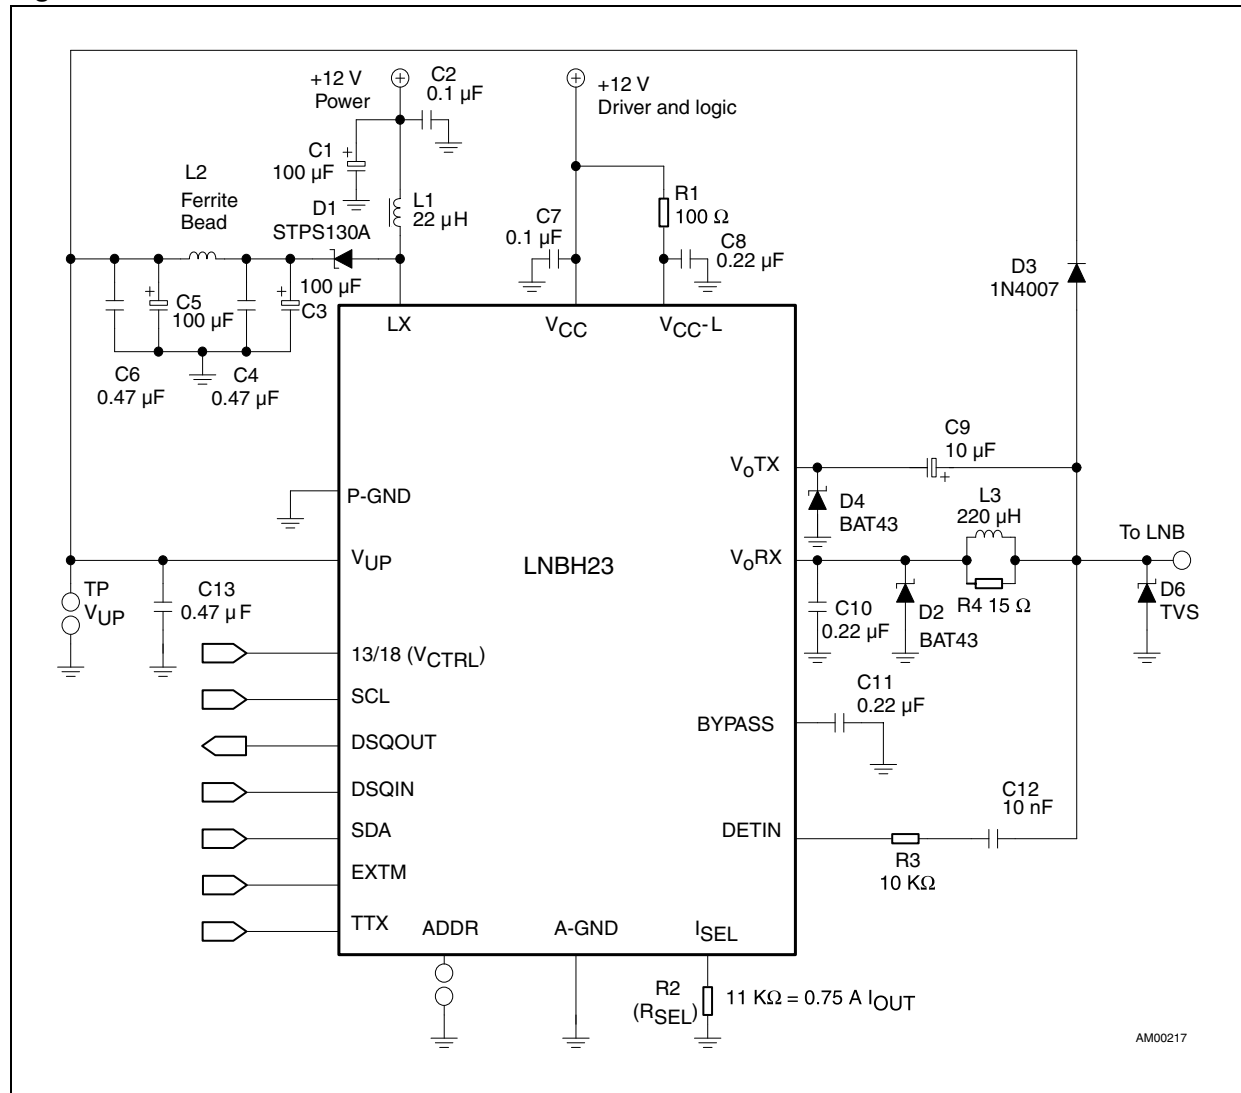 +12 V
Power
C2
0.1 µF
+12 V
Driver and logic
C1
+
100 µF
L2
Ferrite
Bead
D1
STPS130A
L1
22 µH
C7
0.1 µF
R1
100 Ω
C8
0.22 µF
D3
1N4007
+
C5
100 µF
+
100 µF
C3
C6
0.47 µF
C4
0.47 µF
LX
VCC
VCC-L
C9
10 µF
+
VoTX
D4
BAT43
L3
220 µH
To LNB
P-GND
VUP
LNBH23
VoRX
R4 15 Ω
D6
TVS
TP
VUP
C13
0.47 µF
C10
0.22 µF
D2
BAT43
13/18 (VCTRL)
SCL
C11
0.22 µF
BYPASS
DSQOUT
DSQIN
C12
10 nF
SDA
DETIN
R3
10 KΩ
EXTM
TTX
ADDR
A-GND
ISEL
R2
(RSEL)
11 KΩ = 0.75 A IOUT
AM00217